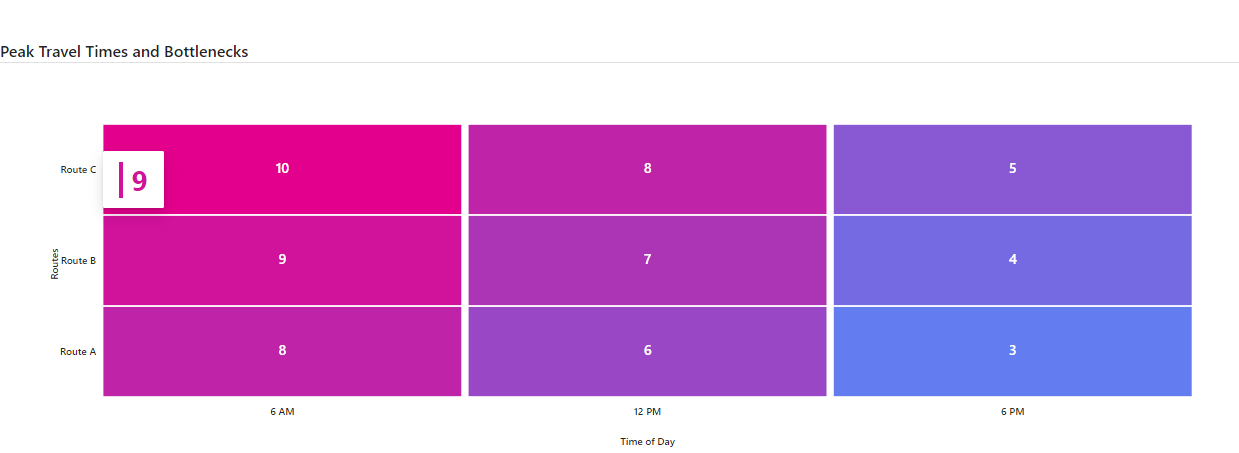 Peak Travel Times and Bottlenecks
Route C
9
10
8
5
Routes
Route B
9
7
4
Route A
8
6
3
6 AM
12 PM
6 PM
Time of Day